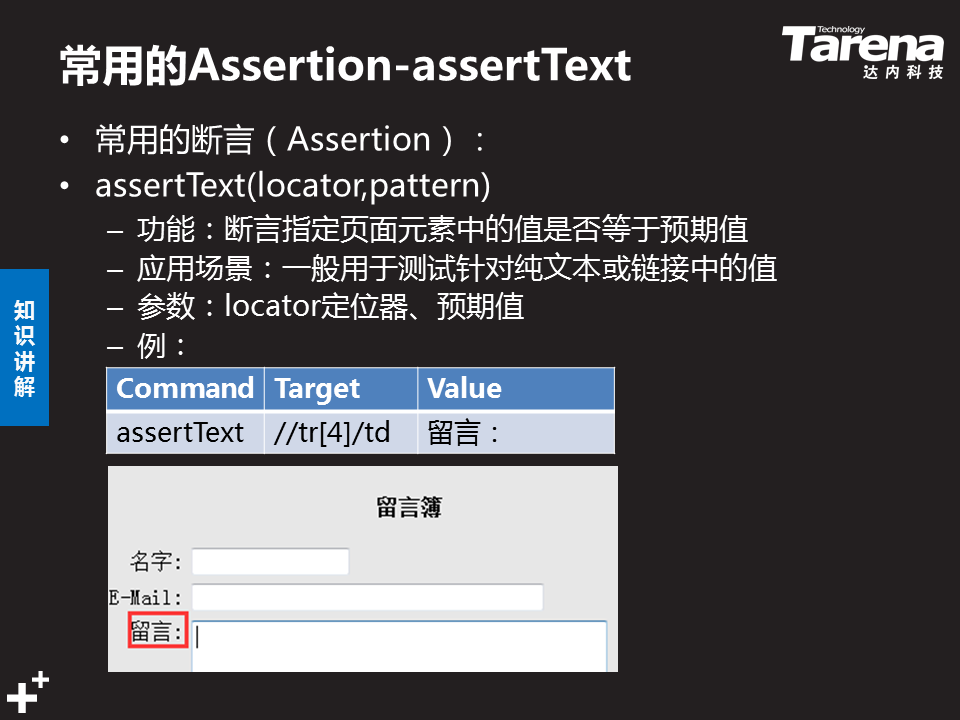 常用的Assertion-assertText
Technology
Tarena
达内科技
• 常用的断言（Assertion）：
• assertText(locator,pattern)
– 功能：断言指定页面元素中的值是否等于预期值
– 应用场景：一般用于测试针对纯文本或链接中的值
– 参数：locator定位器、预期值
– 例：
知识讲解
Command Target Value
assertText //tr[4]/td 留言：
留言簿
名字:
E-Mail:
留言: